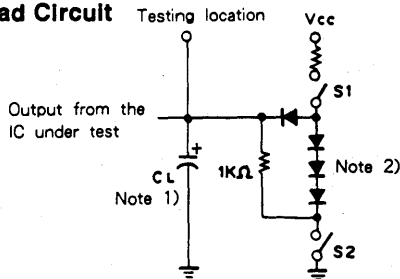 ad Circuit
Testing location
Vcc
S1
Output from the
IC under test
+
CL
Note 1)
1KΩ
Note 2)
S2